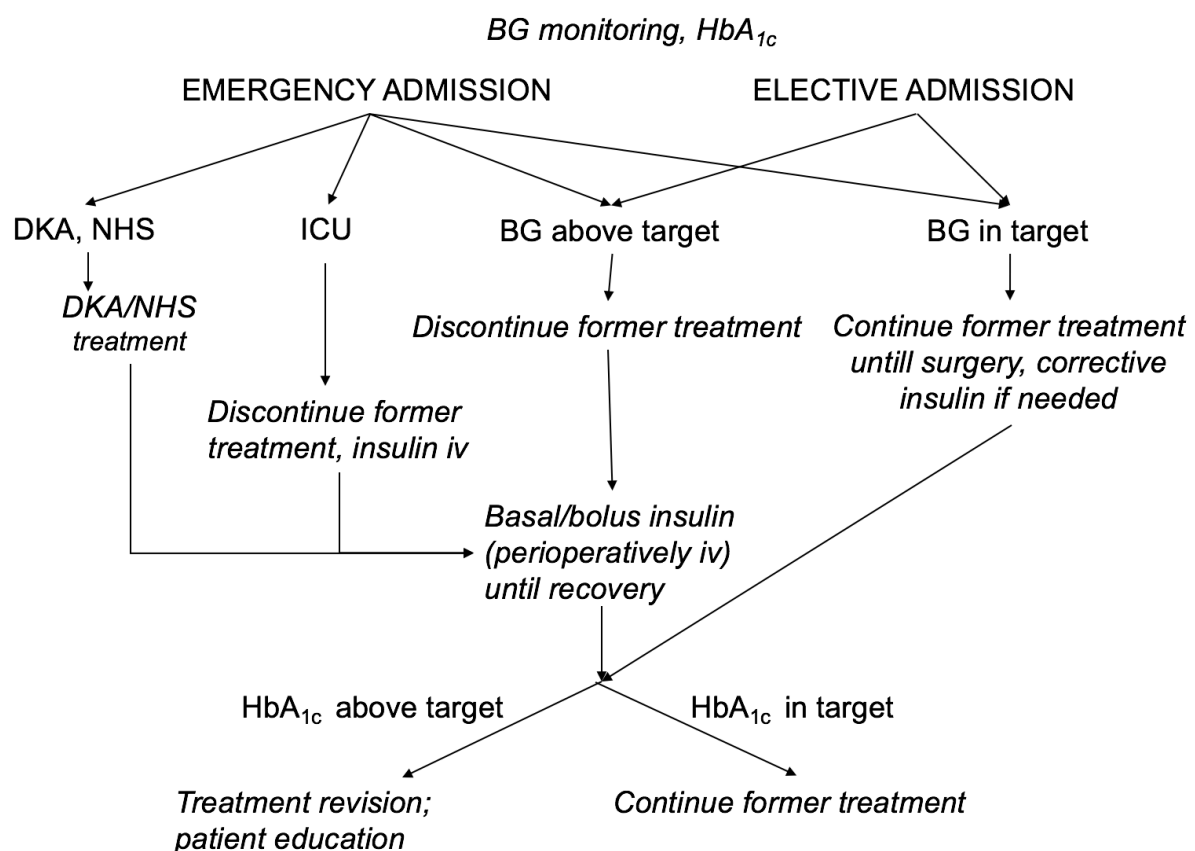 BG monitoring, HbA1c
EMERGENCY ADMISSION
ELECTIVE ADMISSION
DKA, NHS
ICU
BG above target
BG in target
DKA/NHS
treatment
Discontinue former treatment
Continue former treatment
untill surgery, corrective
insulin if needed
Discontinue former
treatment, insulin iv
Basal/bolus insulin
(perioperatively iv)
until recovery
HbA1c above target
HbA1c in target
Treatment revision;
patient education
Continue former treatment